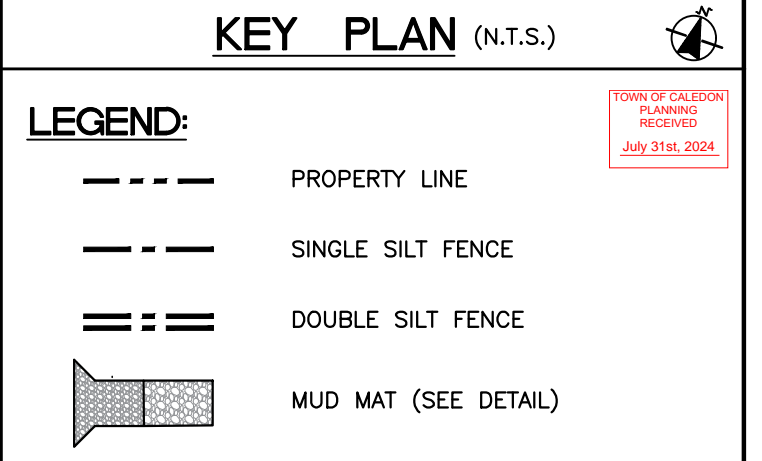 KEY PLAN (N.T.S.)
N
LEGEND:
TOWN OF CALEDON
PLANNING
RECEIVED
July 31st, 2024
PROPERTY LINE
SINGLE SILT FENCE
DOUBLE SILT FENCE
MUD MAT (SEE DETAIL)